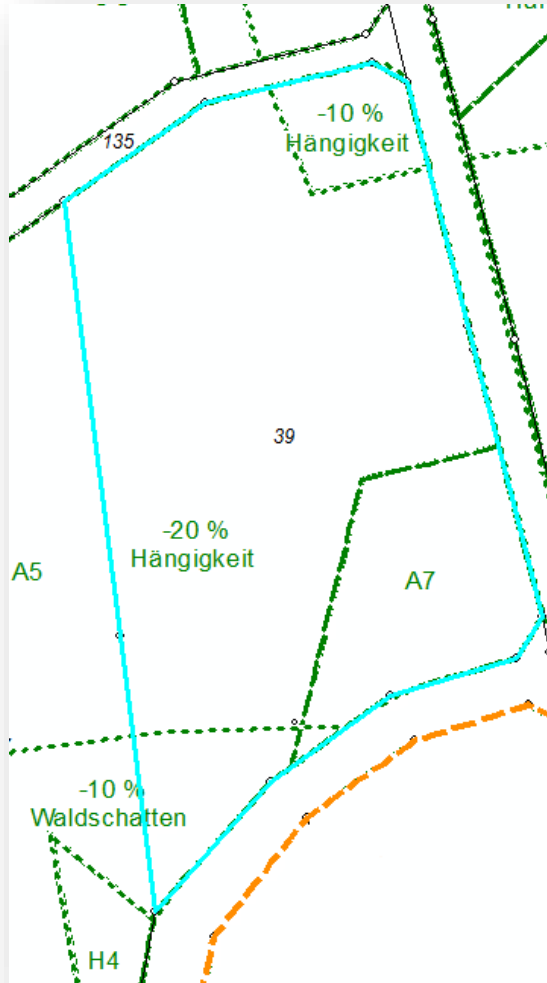 -10 %
Hängigkeit
135
39
-20 %
Hängigkeit
A5
A7
-10 %
Waldschatten
H4